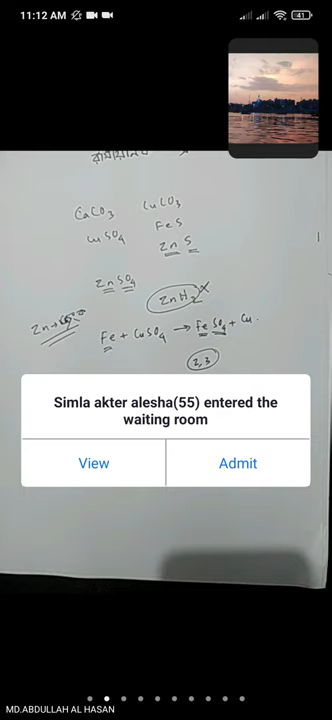 11:12 AM
41
CaCO3 CuCO3
CuSO4 FeS
ZnS
ZnSO4
ZnH2 x
Zn →
Fe + CuSO4 → FeSO4 + Cu.
2,3
Simla akter alesha(55) entered the
waiting room
View Admit
MD.ABDULLAH AL HASAN